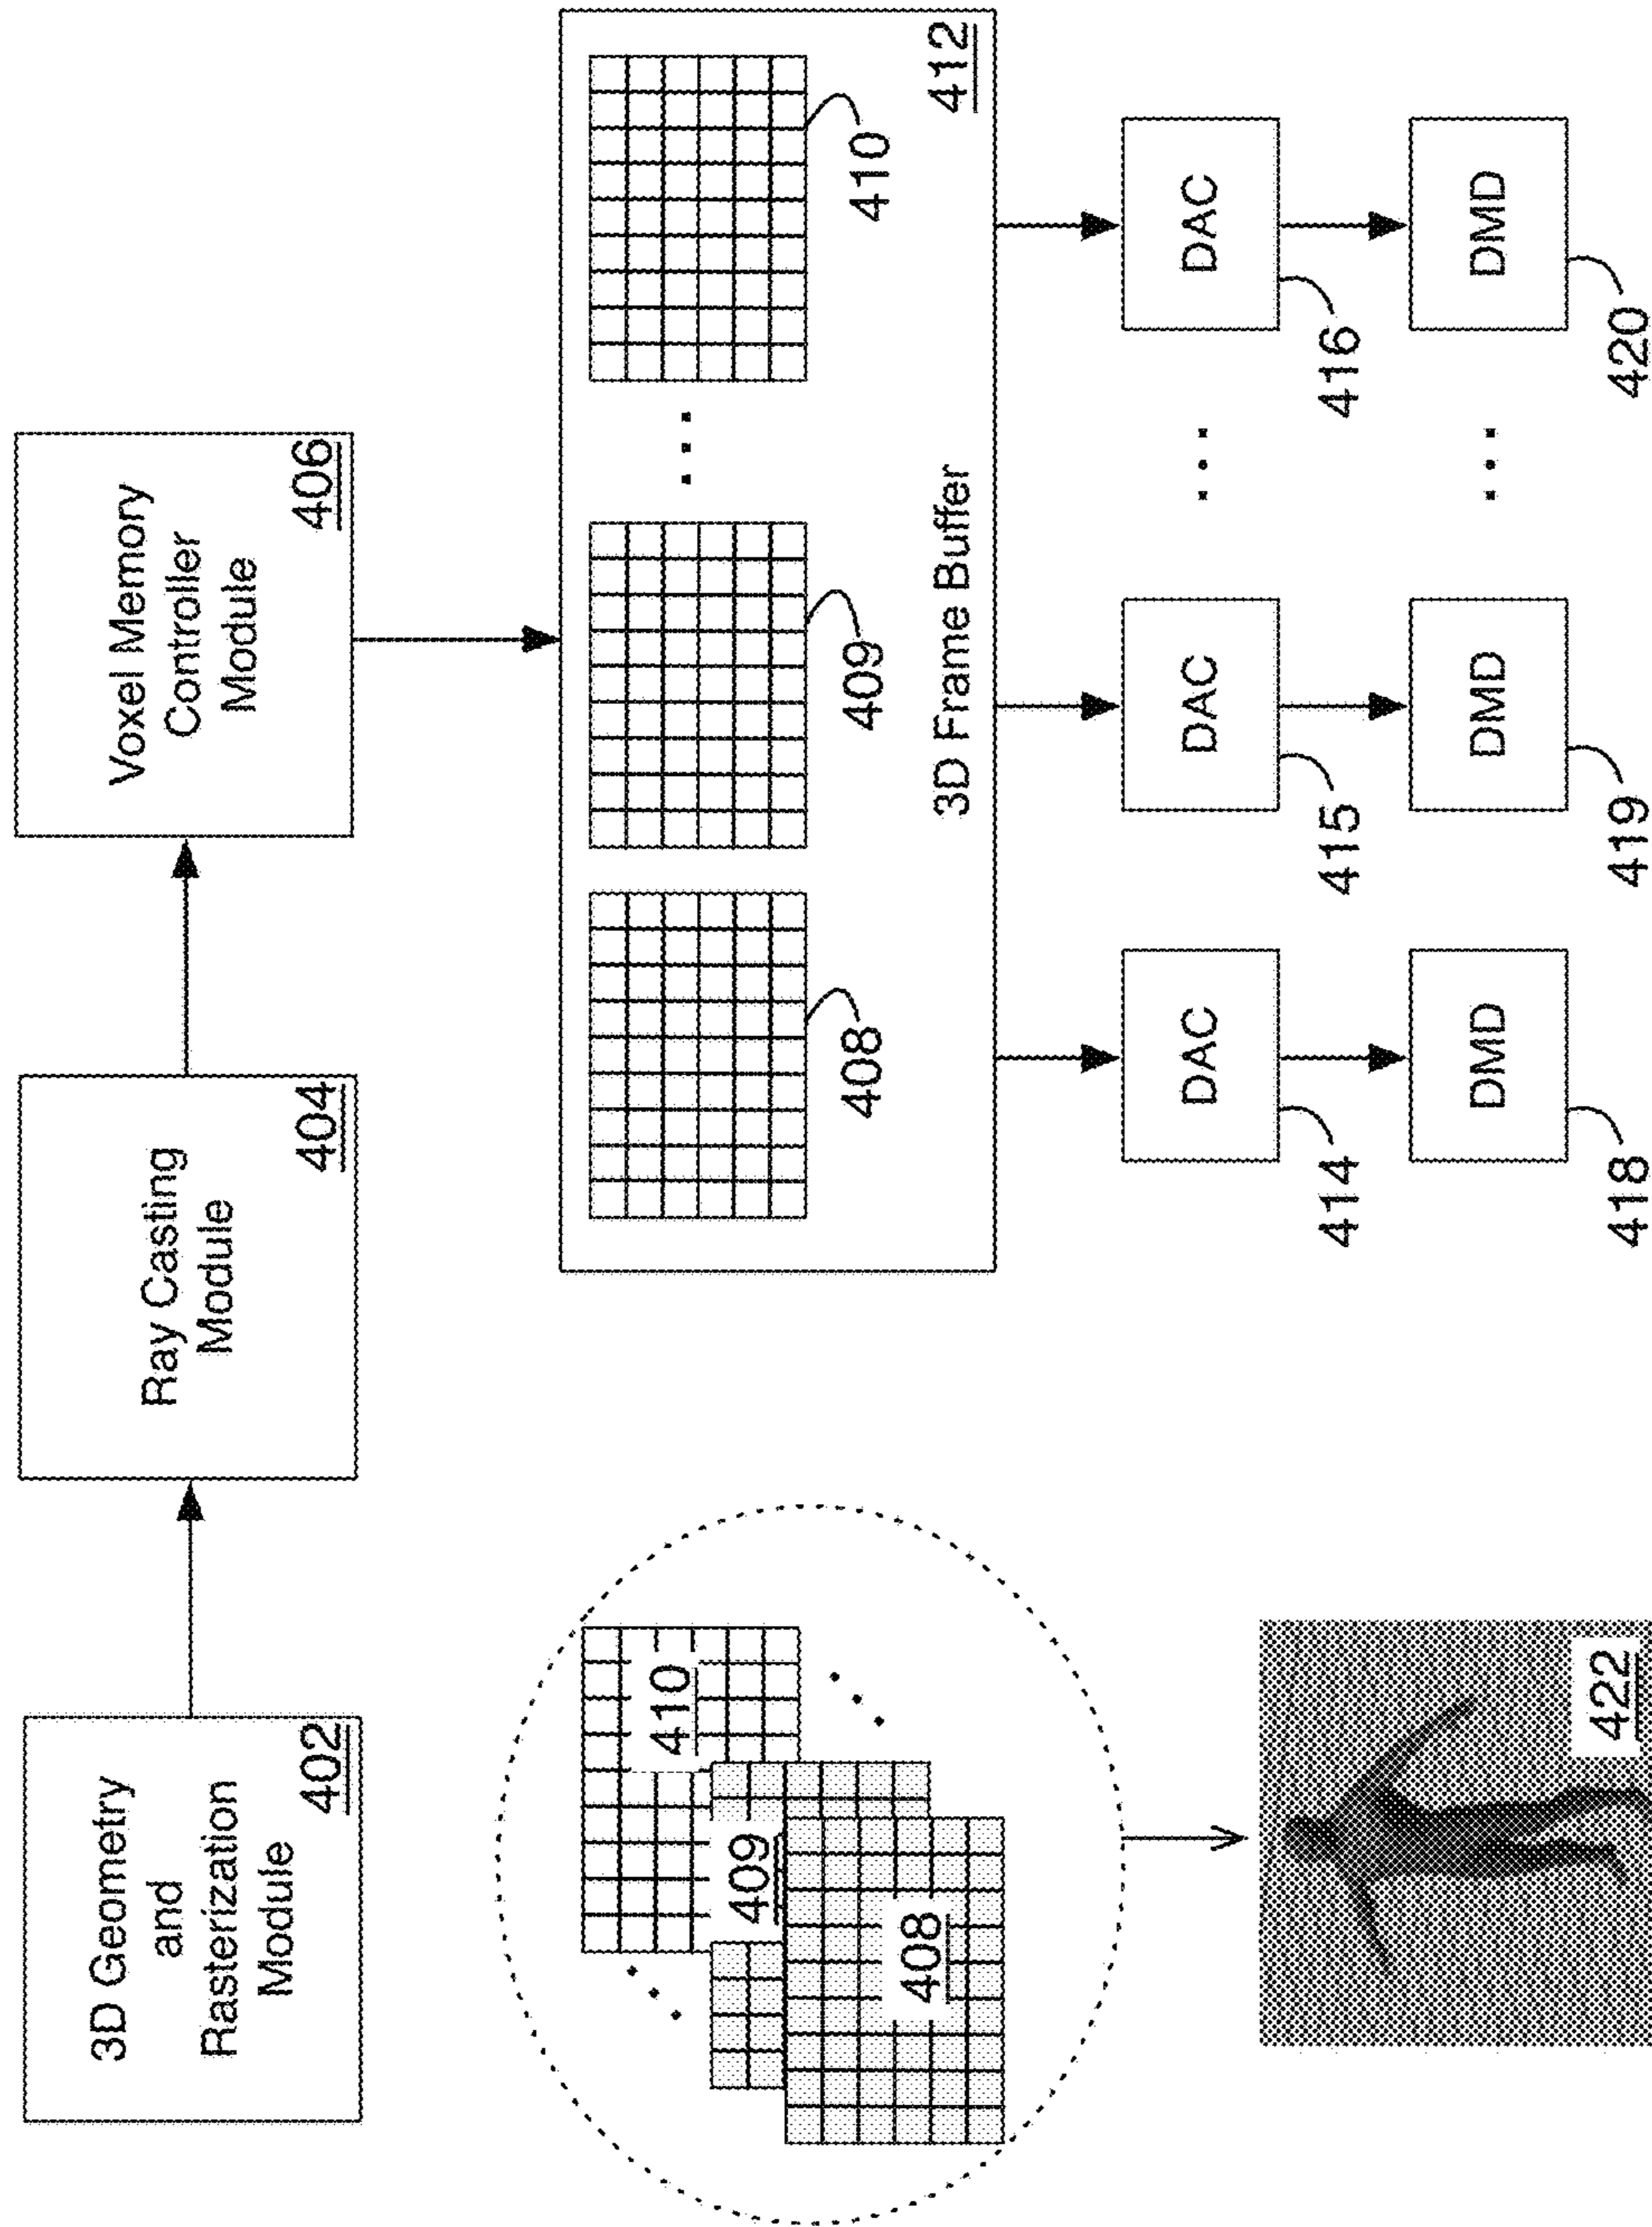 3D Geometry
and
Rasterization
Module
402
Ray Casting
Module
404
Voxel Memory
Controller
Module
406
410
409
408
422
408
409
...
410
3D Frame Buffer
412
DAC
414
DAC
415
...
DAC
416
DMD
418
DMD
419
...
DMD
420